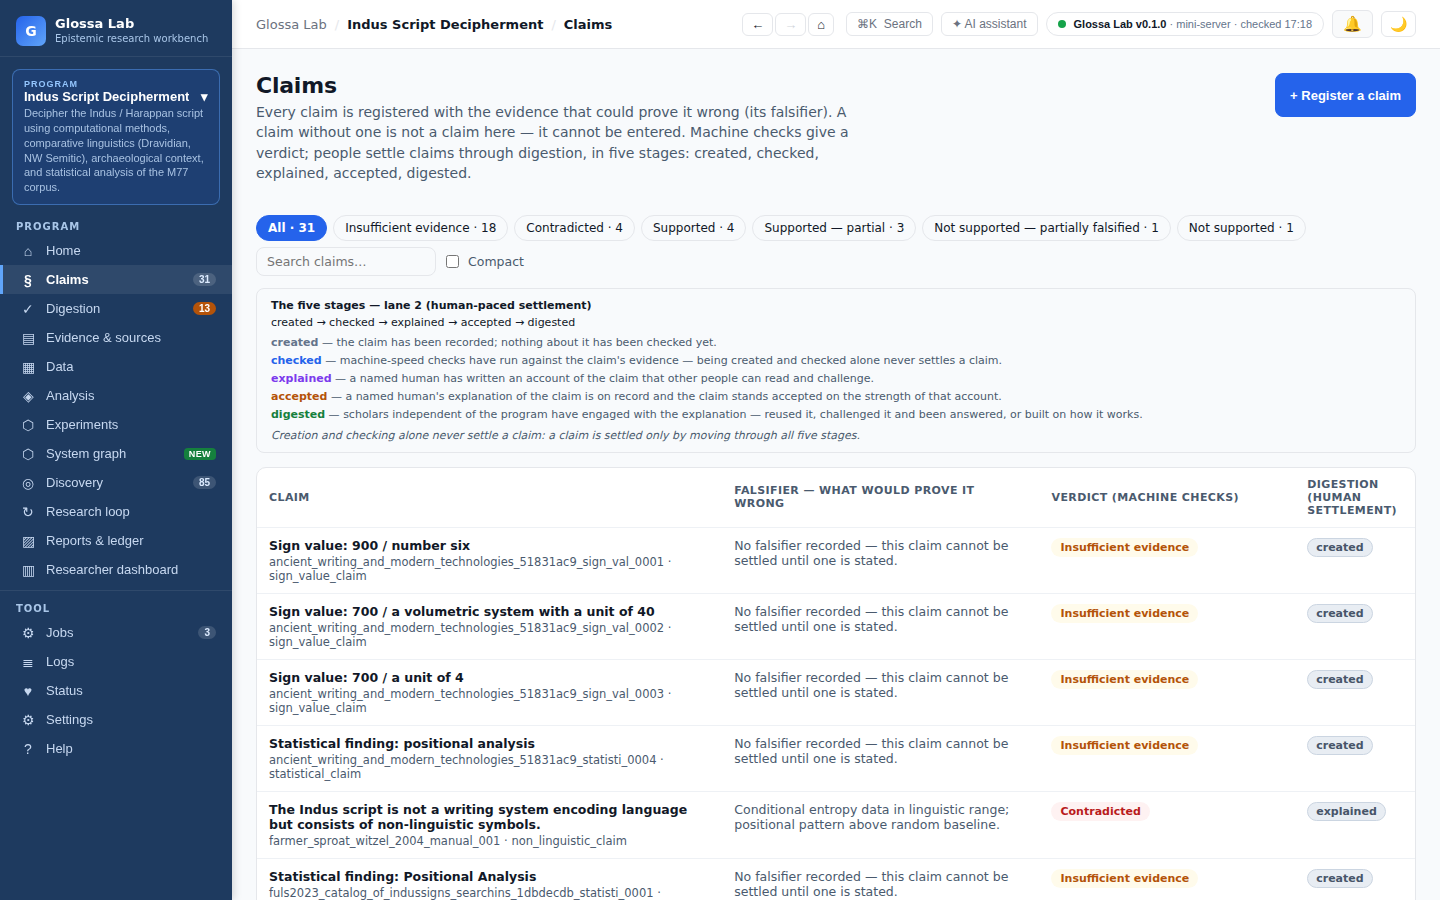 G
Glossa Lab
Epistemic research workbench
PROGRAM
Indus Script Decipherment ▾
Decipher the Indus / Harappan script
using computational methods,
comparative linguistics (Dravidian,
NW Semitic), archaeological context,
and statistical analysis of the M77
corpus.
PROGRAM
Home
§ Claims 31
✓ Digestion 13
Evidence & sources
Data
Analysis
Experiments
System graph NEW
Discovery 85
Research loop
Reports & ledger
Researcher dashboard
TOOL
Jobs 3
Logs
Status
Settings
? Help
Glossa Lab / Indus Script Decipherment / Claims
← → ⌂ ⌘K Search ✦ AI assistant Glossa Lab v0.1.0 · mini-server · checked 17:18
Claims
+ Register a claim
Every claim is registered with the evidence that could prove it wrong (its falsifier). A
claim without one is not a claim here — it cannot be entered. Machine checks give a
verdict; people settle claims through digestion, in five stages: created, checked,
explained, accepted, digested.
All · 31 Insufficient evidence · 18 Contradicted · 4 Supported · 4 Supported — partial · 3 Not supported — partially falsified · 1 Not supported · 1
Search claims... Compact
The five stages — lane 2 (human-paced settlement)
created → checked → explained → accepted → digested
created — the claim has been recorded; nothing about it has been checked yet.
checked — machine-speed checks have run against the claim's evidence — being created and checked alone never settles a claim.
explained — a named human has written an account of the claim that other people can read and challenge.
accepted — a named human's explanation of the claim is on record and the claim stands accepted on the strength of that account.
digested — scholars independent of the program have engaged with the explanation — reused it, challenged it and been answered, or built on how it works.
Creation and checking alone never settle a claim: a claim is settled only by moving through all five stages.
CLAIM
FALSIFIER — WHAT WOULD PROVE IT
WRONG
VERDICT (MACHINE CHECKS)
DIGESTION
(HUMAN
SETTLEMENT)
Sign value: 900 / number six
ancient_writing_and_modern_technologies_51831ac9_sign_val_0001 ·
sign_value_claim
No falsifier recorded — this claim cannot be
settled until one is stated.
Insufficient evidence
created
Sign value: 700 / a volumetric system with a unit of 40
ancient_writing_and_modern_technologies_51831ac9_sign_val_0002 ·
sign_value_claim
No falsifier recorded — this claim cannot be
settled until one is stated.
Insufficient evidence
created
Sign value: 700 / a unit of 4
ancient_writing_and_modern_technologies_51831ac9_sign_val_0003 ·
sign_value_claim
No falsifier recorded — this claim cannot be
settled until one is stated.
Insufficient evidence
created
Statistical finding: positional analysis
ancient_writing_and_modern_technologies_51831ac9_statisti_0004 ·
statistical_claim
No falsifier recorded — this claim cannot be
settled until one is stated.
Insufficient evidence
created
The Indus script is not a writing system encoding language
but consists of non-linguistic symbols.
farmer_sproat_witzel_2004_manual_001 · non_linguistic_claim
Conditional entropy data in linguistic range;
positional pattern above random baseline.
Contradicted
explained
Statistical finding: Positional Analysis
fuls2023_catalog_of_indussigns_searchins_1dbdecdb_statisti_0001 ·
No falsifier recorded — this claim cannot be
settled until one is stated.
Insufficient evidence
created